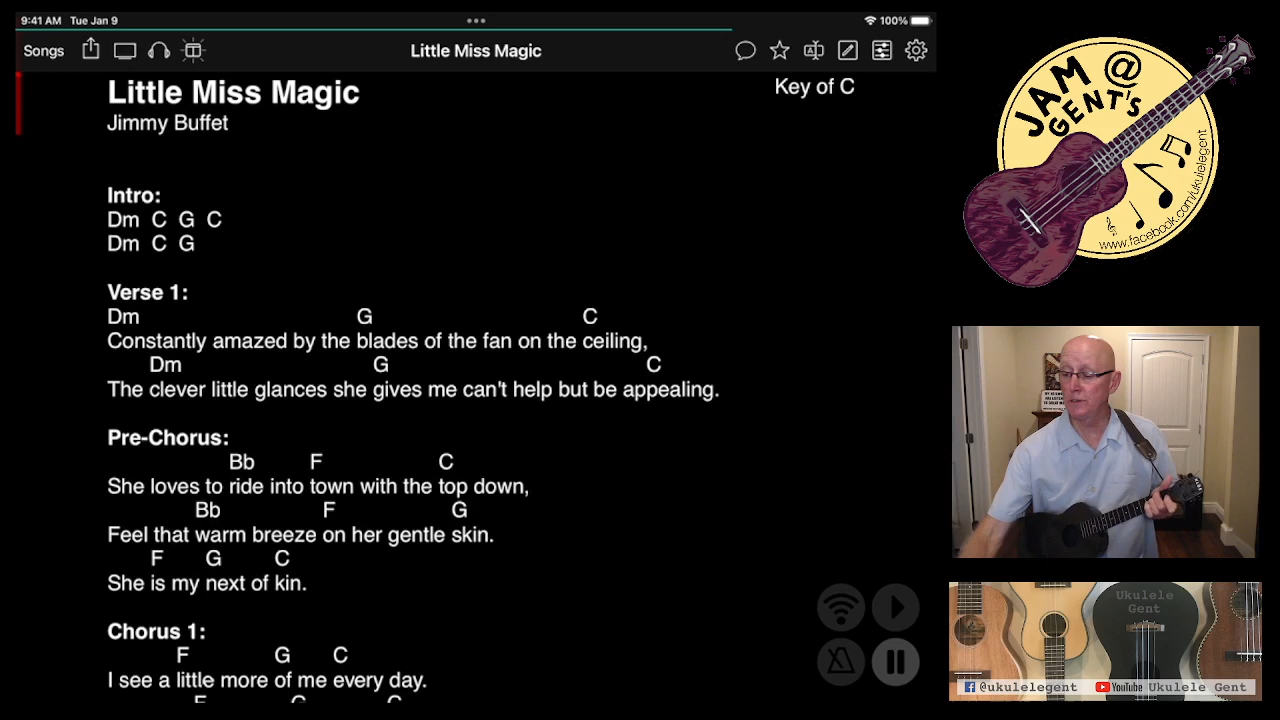 9:41 AM Tue Jan 9
100%
Songs
Little Miss Magic
Little Miss Magic
Key of C
Jimmy Buffet
Intro:
Dm C G C
Dm C G
Verse 1:
Dm G C
Constantly amazed by the blades of the fan on the ceiling,
Dm G C
The clever little glances she gives me can't help but be appealing.
Pre-Chorus:
Bb F C
She loves to ride into town with the top down,
Bb F G
Feel that warm breeze on her gentle skin.
F G C
She is my next of kin.
Chorus 1:
F G C
I see a little more of me every day.
F G C
JAM @
GENT'S
www.facebook.com/ukulelegent
Ukulele
Gent
@ukulelegent YouTube Ukulele Gent